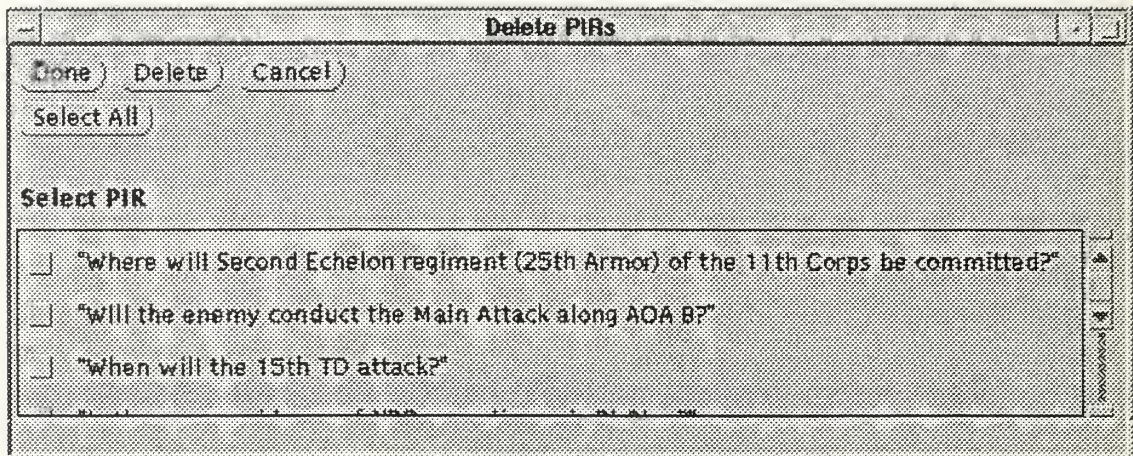 Delete PIRs
Done Delete Cancel
Select All
Select PIR
"Where will Second Echelon regiment (25th Armor) of the 11th Corps be committed?"
"Will the enemy conduct the Main Attack along AOA B?"
"When will the 15th TD attack?"